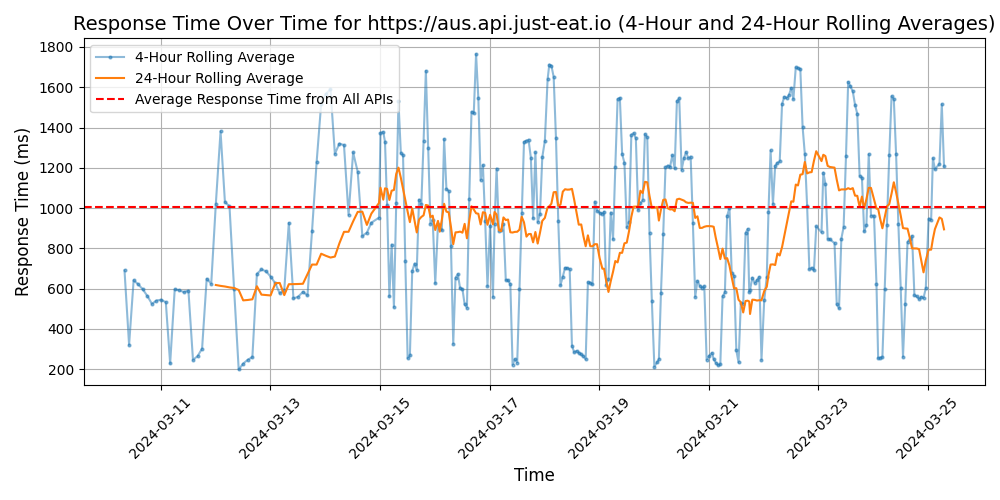 Response Time Over Time for https://aus.api.just-eat.io (4-Hour and 24-Hour Rolling Averages)
4-Hour Rolling Average
24-Hour Rolling Average
Average Response Time from All APIs
Response Time (ms)
1800
1600
1400
1200
1000
800
600
400
200
2024-03-11
2024-03-13
2024-03-15
2024-03-17
2024-03-19
2024-03-21
2024-03-23
2024-03-25
Time